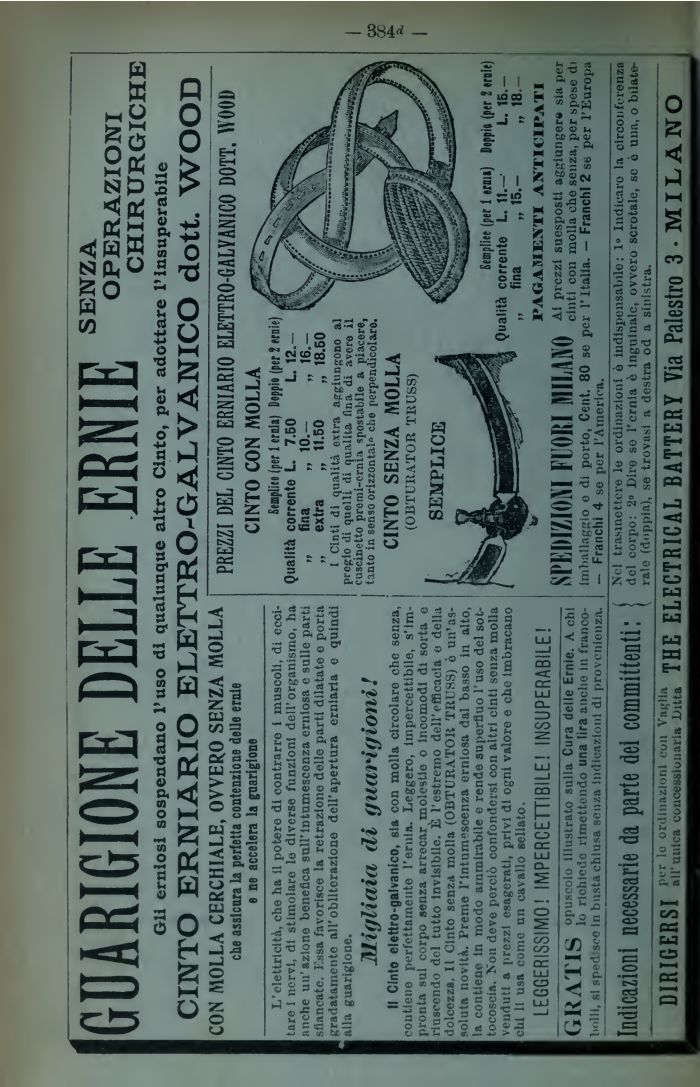 — 384d —
GUARIGIONE DELLE ERNIE
SENZA
OPERAZIONI
CHIRURGICHE
Gli erniosi sospendano l'uso di qualunque altro Cinto, per adottare l'insuperabile
CINTO ERNIARIO ELETTRO-GALVANICO dott. WOOD
CON MOLLA CERCHIALE, OVVERO SENZA MOLLA
che assicura la perfetta contenzione delle ernie
e ne accelera la guarigione
L'elettricità, che ha il potere di contrarre i muscoli, di ecci-
tare i nervi, di stimolare le diverse funzioni dell'organismo, ha
anche un'azione benefica sull'intumescenza erniosa e sulle parti
sfiancate. Essa favorisce la retrazione delle parti dilatate e porta
gradatamente all'obliterazione dell'apertura erniaria e quindi
alla guarigione.
Migliaia di guarigioni!
Il Cinto elettro-galvanico, sia con molla circolare che senza,
contiene perfettamente l'ernia. Leggero, impercettibile, s'im-
pronta sul corpo senza arrecar molestie o incomodi di sorta e
riuscendo del tutto invisibile. È l'estremo dell'efficacia e della
dolcezza. Il Cinto senza molla (OBTURATOR TRUSS) è un'as-
soluta novità. Preme l'intumescenza erniosa dal basso in alto,
la contiene in modo ammirabile e rende superfluo l'uso del sot-
tocoscia. Non deve perciò confondersi con altri cinti senza molla
venduti a prezzi esagerati, privi di ogni valore e che imbracano
chi li usa come un cavallo sellato.
LEGGERISSIMO! IMPERCETTIBILE! INSUPERABILE!
GRATIS opuscolo illustrato sulla Cura delle Ernie. A chi
lo richiede rimettendo una lira anche in franco-
bolli, si spedisce in busta chiusa senza indicazioni di provenienza.
PREZZI DEL CINTO ERNIARIO ELETTRO-GALVANICO DOTT. WOOD
CINTO CON MOLLA
Semplice (per 1 ernia) Doppio (per 2 ernie)
Qualità corrente L. 7.50 L. 12.—
„ fina „ 10.— „ 16.—
„ extra „ 11.50 „ 18.50
I Cinti di qualità extra aggiungono al
pregio di quelli di qualità fina di avere il
cuscinetto premi-ernia spostabile a piacere,
tanto in senso orizzontale che perpendicolare.
CINTO SENZA MOLLA
(OBTURATOR TRUSS)
SEMPLICE
Semplice (per 1 ernia) Doppio (per 2 ernie)
Qualità corrente L. 11.— L. 15.—
„ fina „ 15.— „ 18.—
PAGAMENTI ANTICIPATI
SPEDIZIONI FUORI MILANO Ai prezzi suesposti aggiungere sia per
cinti con molla che senza, per spese di
imballaggio e di porto, Cent. 80 se per l'Italia. — Franchi 2 se per l'Europa
— Franchi 4 se per l'America.
Indicazioni necessarie da parte dei committenti:
Nel trasmettere le ordinazioni è indispensabile: 1o Indicare la circonferenza
del corpo: 2o Dire se l'ernia è inguinale, ovvero scrotale, se è una, o bilate-
rale (doppia), se trovasi a destra od a sinistra.
DIRIGERSI per le ordinazioni con Vaglia
all'unica concessionaria Ditta THE ELECTRICAL BATTERY Via Palestro 3 · MILANO